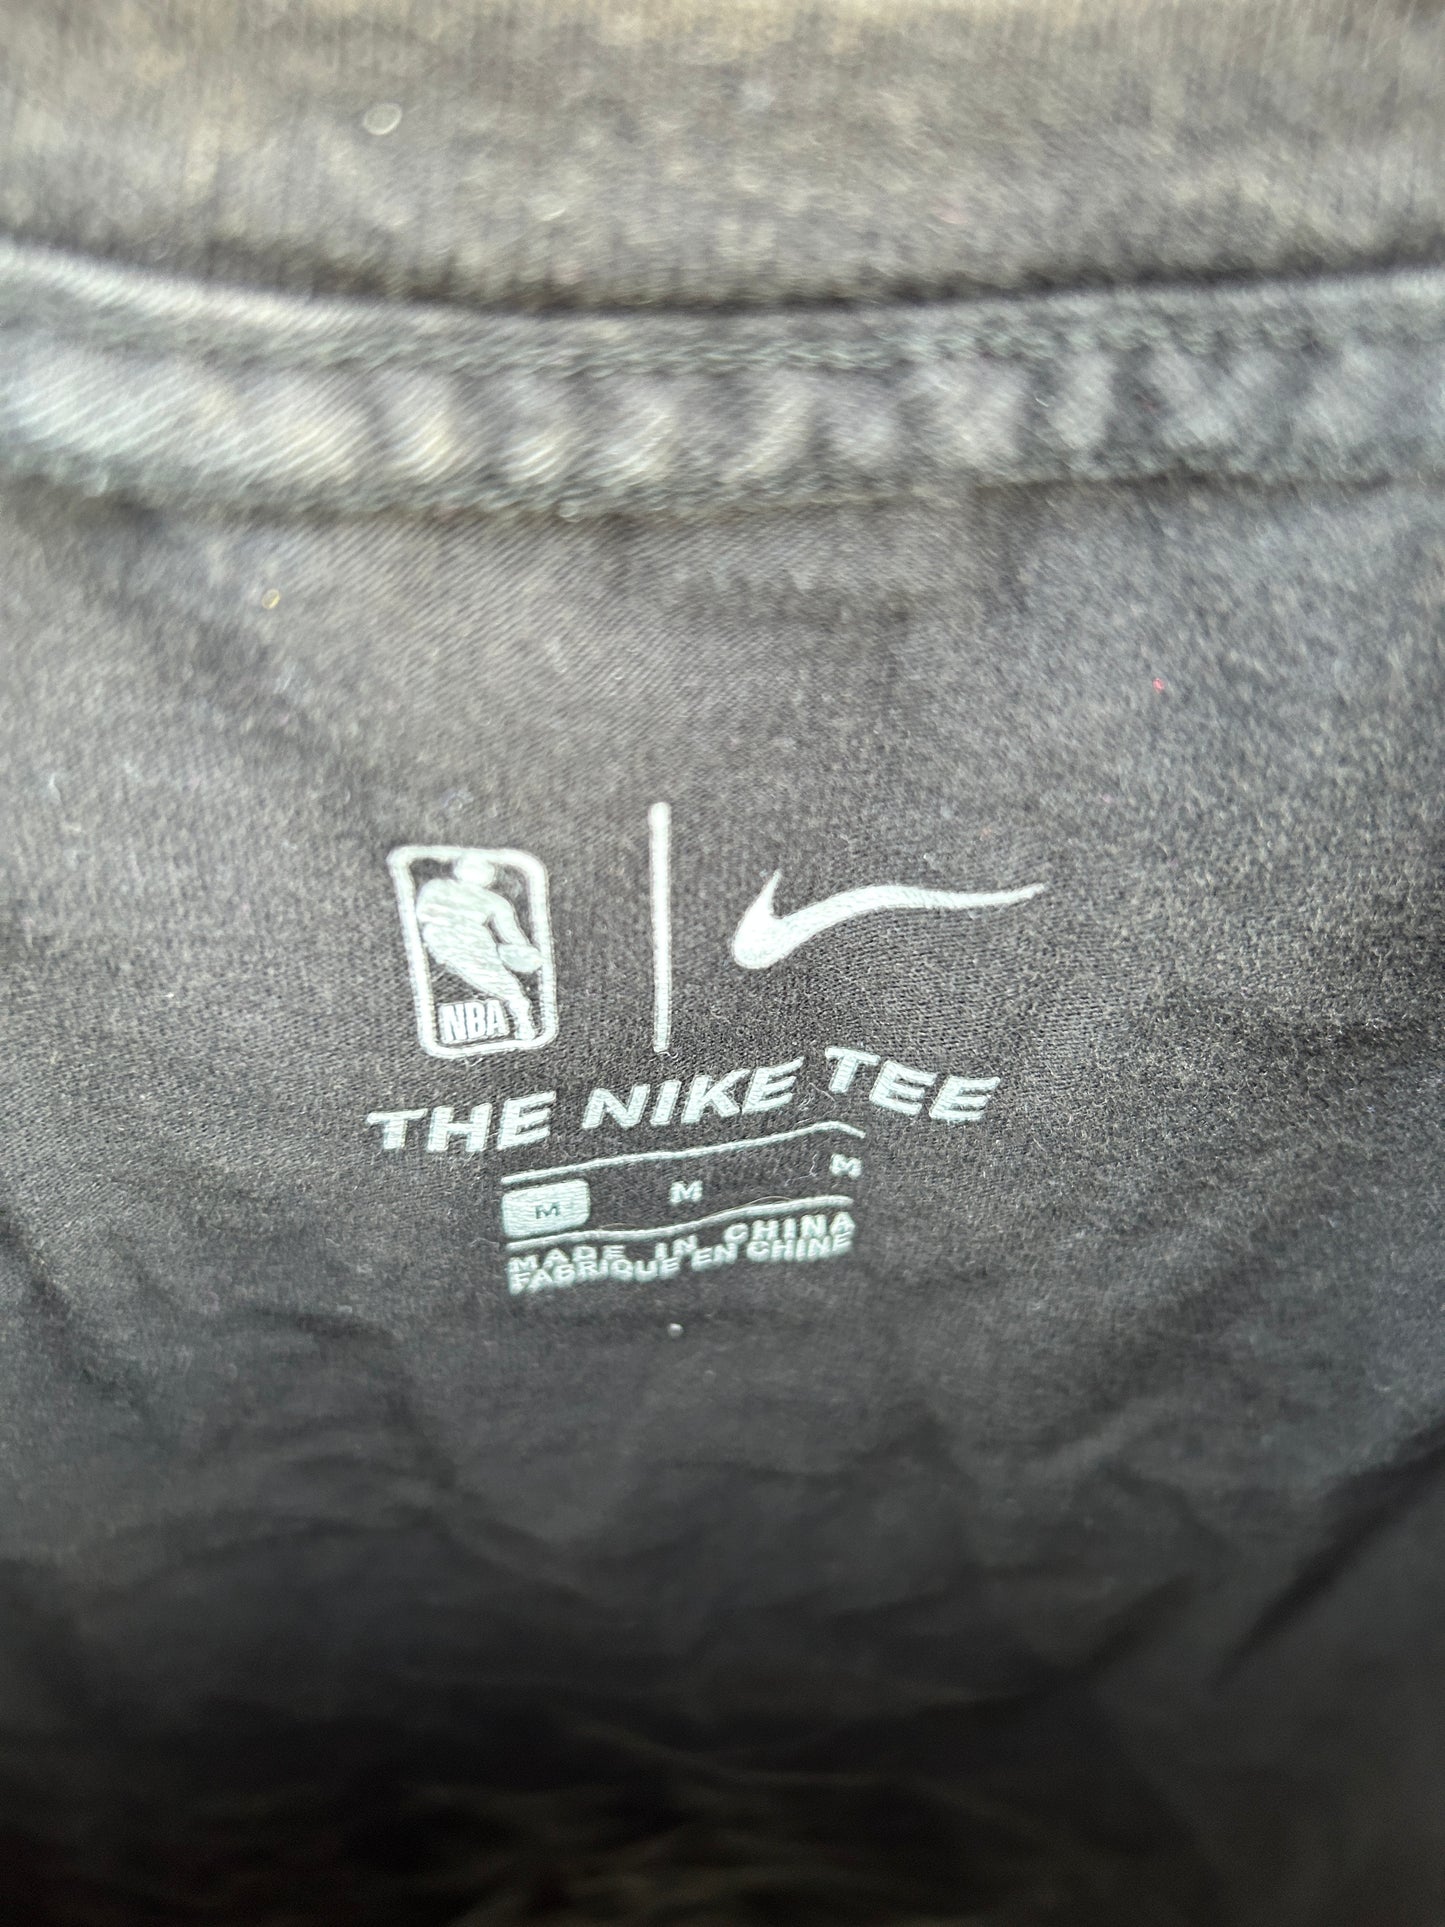 NBA
THE NIKE TEE
M M M
MADE IN CHINA
FABRIQUE EN CHINE